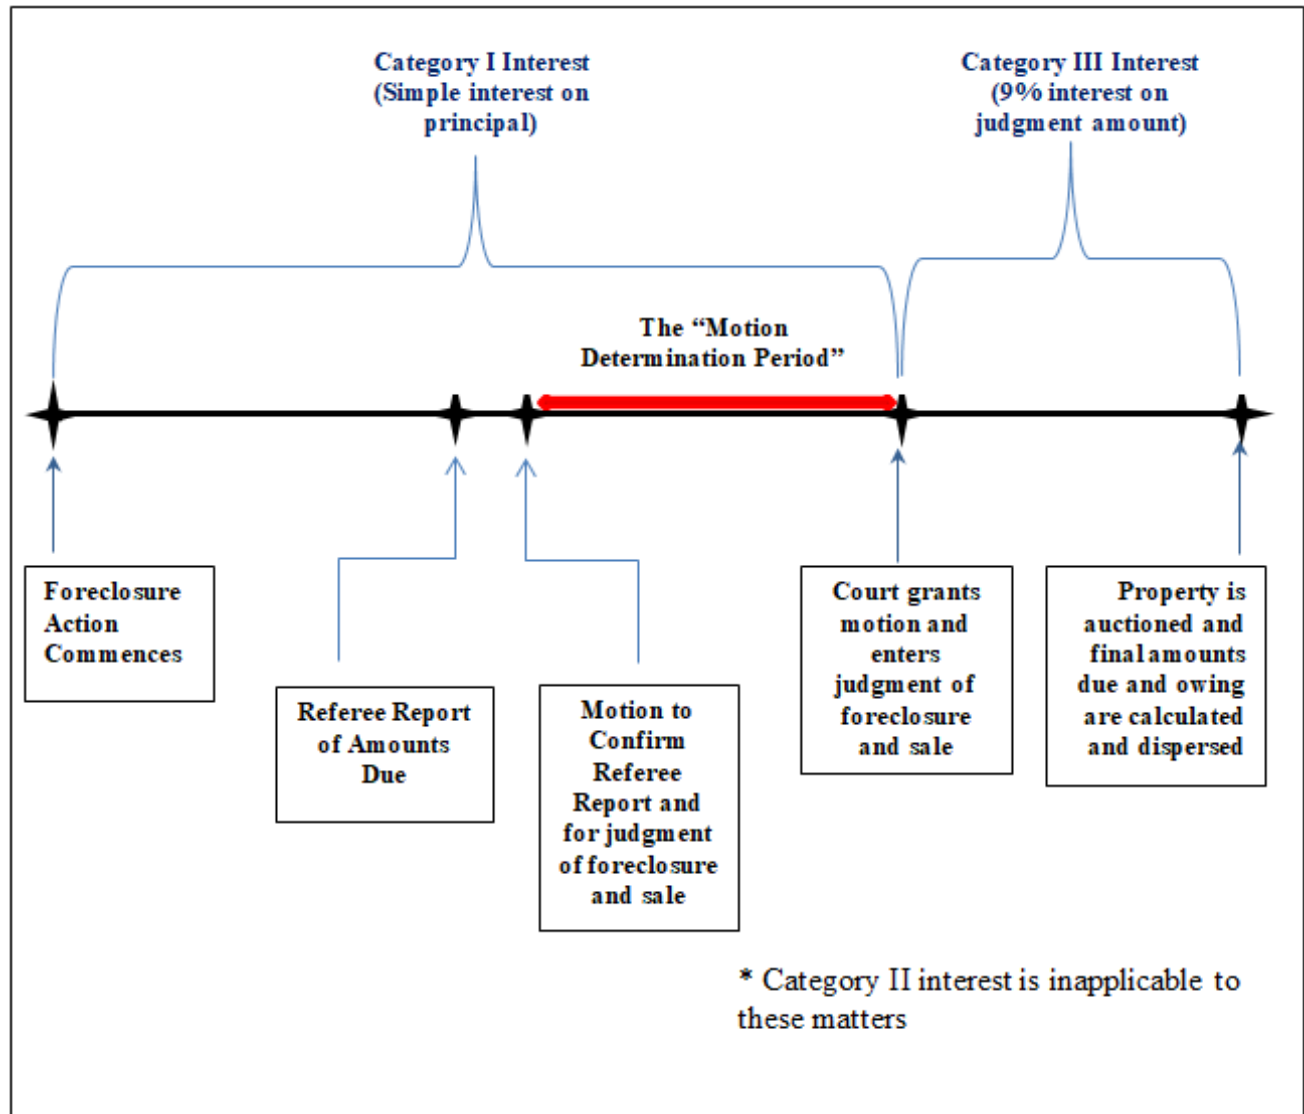 Category I Interest
(Simple interest on
principal)
Category III Interest
(9% interest on
judgment amount)
The “Motion
Determination Period”
Foreclosure
Action
Commences
Referee Report
of Amounts
Due
Motion to
Confirm
Referee
Report and
for judgment
of foreclosure
and sale
Court grants
motion and
enters
judgment of
foreclosure
and sale
Property is
auctioned and
final amounts
due and owing
are calculated
and dispersed
* Category II interest is inapplicable to
these matters